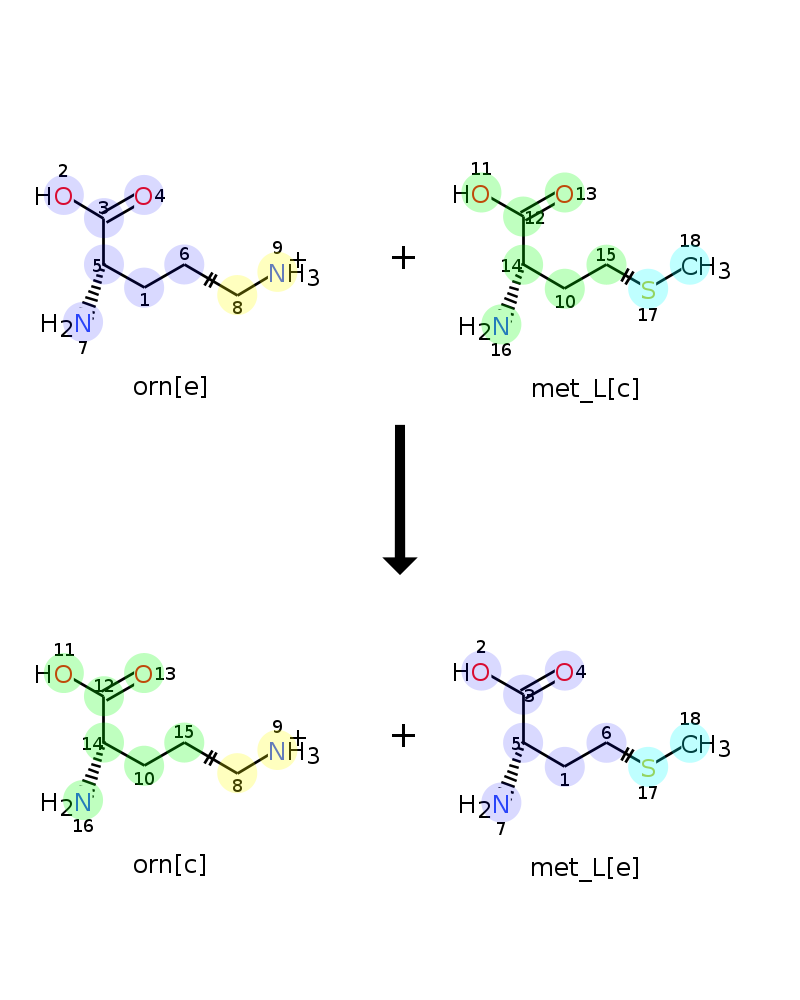 2 11
HO 3 O4 HO 12 O13
5 6 9 + 14 15 18
1 8 NH3 + 10 S CH3
H2N H2N 17
7 16
orn[e] met_L[c]
11 2
HO 12 O13 HO 3 O4
14 15 9 + 5 6 18
10 8 NH3 + 1 S CH3
H2N H2N 17
16 7
orn[c] met_L[e]